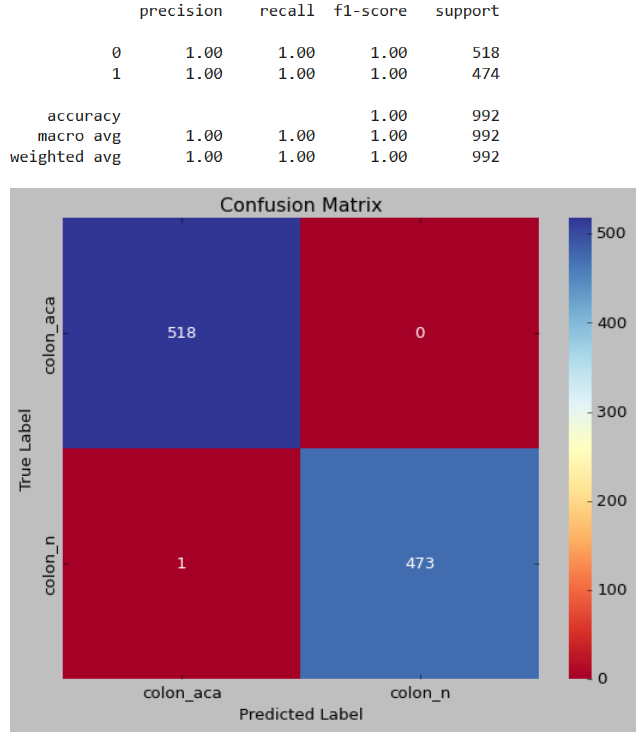 precision recall f1-score support
0 1.00 1.00 1.00 518
1 1.00 1.00 1.00 474
accuracy 1.00 992
macro avg 1.00 1.00 1.00 992
weighted avg 1.00 1.00 1.00 992
Confusion Matrix
500
colon_aca
518
0
400
300
True Label
200
colon_n
1
473
100
0
colon_aca
colon_n
Predicted Label